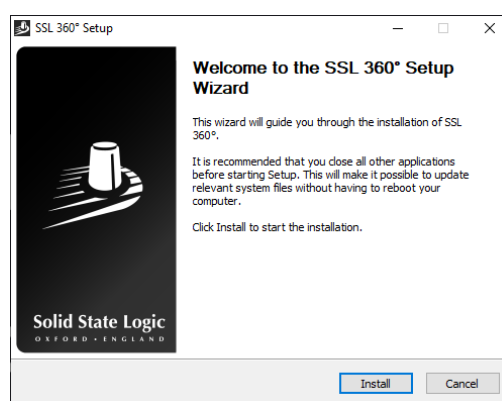 SSL 360° Setup
Welcome to the SSL 360° Setup
Wizard
This wizard will guide you through the installation of SSL
360°.
It is recommended that you close all other applications
before starting Setup. This will make it possible to update
relevant system files without having to reboot your
computer.
Click Install to start the installation.
Solid State Logic
OXFORD • ENGLAND
Install
Cancel